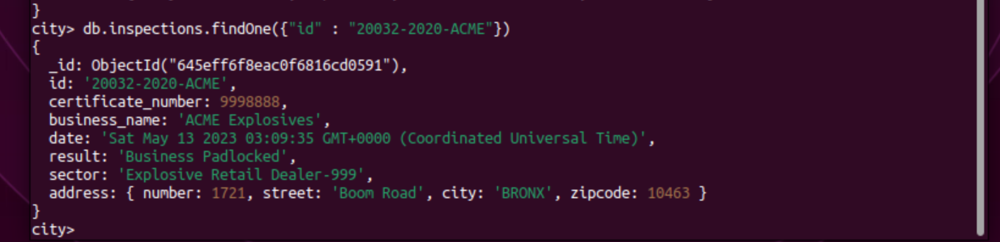 }
city> db.inspections.findOne({"id" : "20032-2020-ACME"})
{
  _id: ObjectId("645eff6f8eac0f6816cd0591"),
  id: '20032-2020-ACME',
  certificate_number: 9998888,
  business_name: 'ACME Explosives',
  date: 'Sat May 13 2023 03:09:35 GMT+0000 (Coordinated Universal Time)',
  result: 'Business Padlocked',
  sector: 'Explosive Retail Dealer-999',
  address: { number: 1721, street: 'Boom Road', city: 'BRONX', zipcode: 10463 }
}
city>